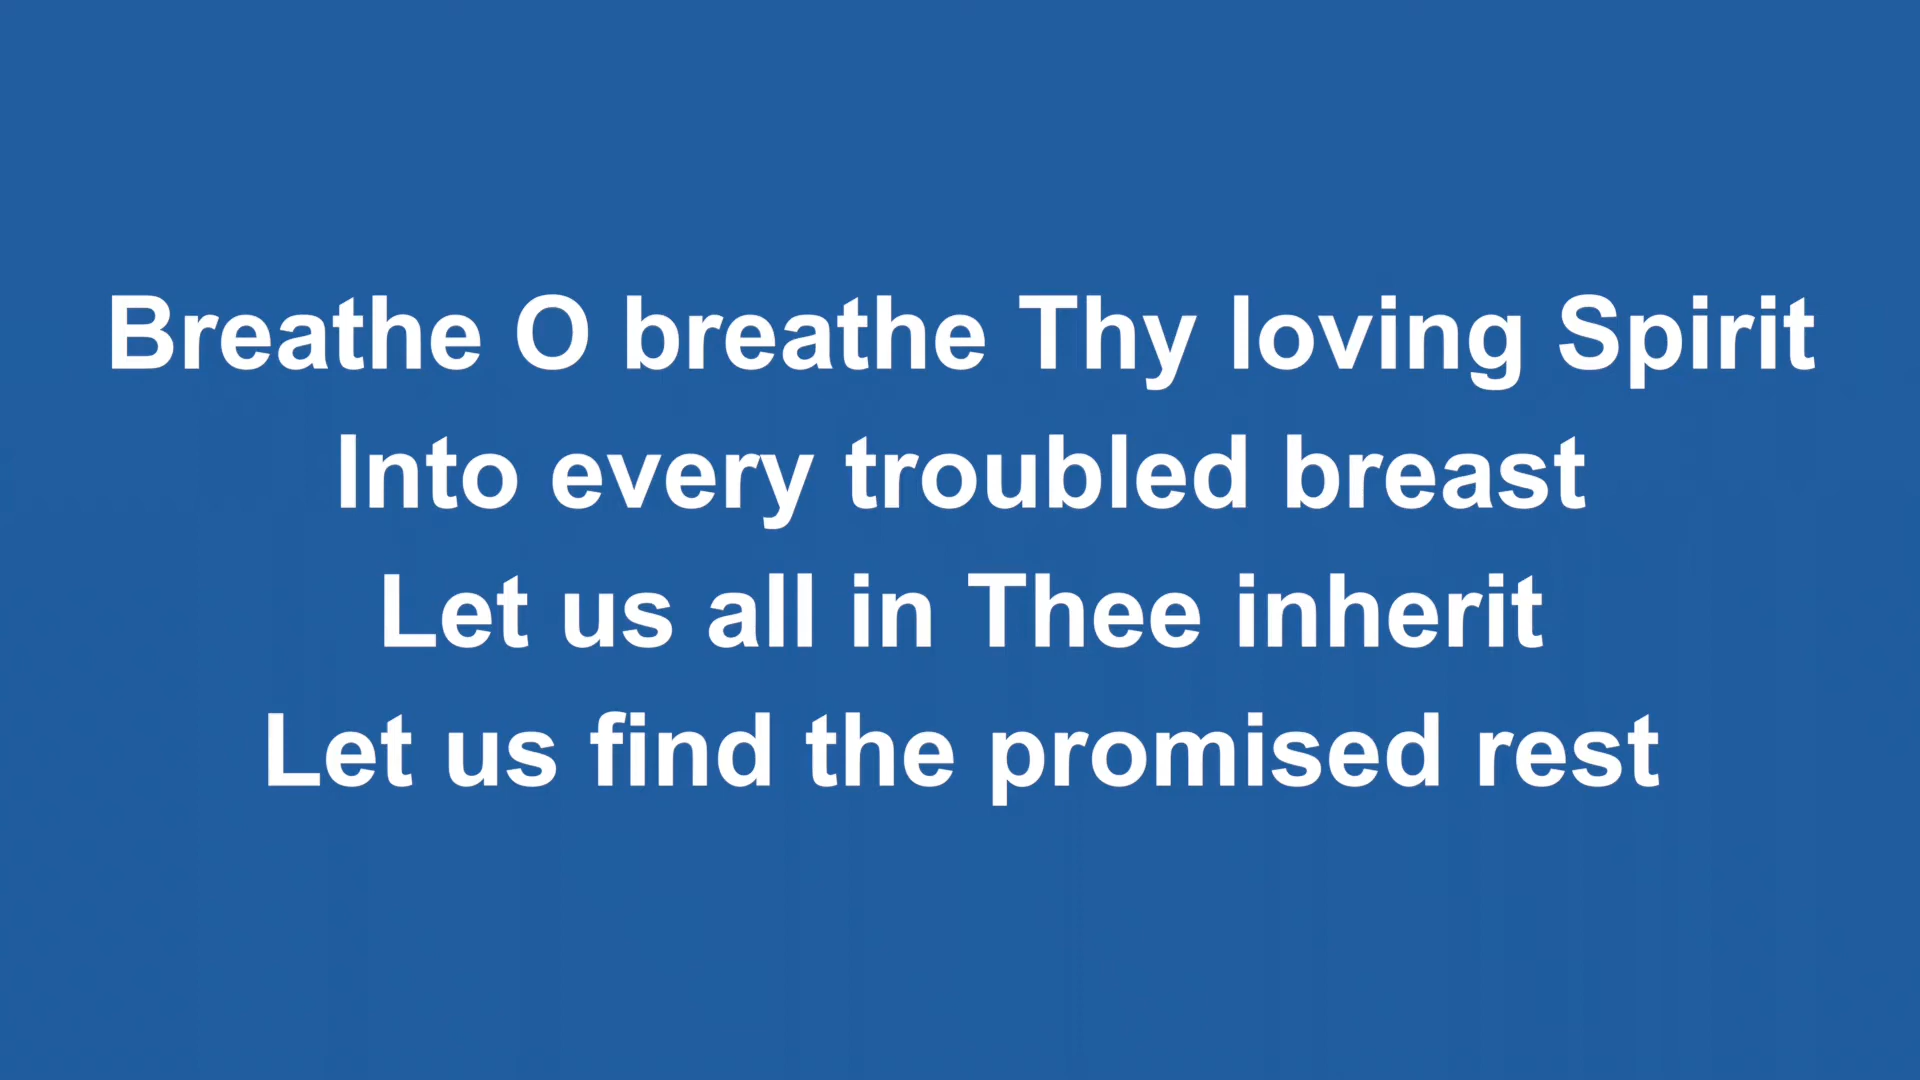 Breathe O breathe Thy loving Spirit
Into every troubled breast
Let us all in Thee inherit
Let us find the promised rest